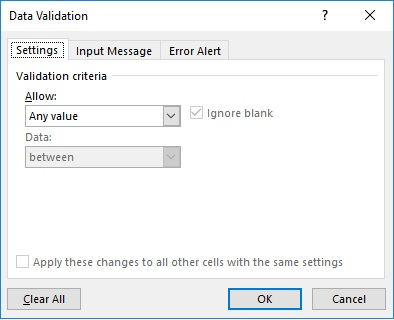 Data Validation ?
Settings Input Message Error Alert
Validation criteria
Allow:
Any value Ignore blank
Data:
between
Apply these changes to all other cells with the same settings
Clear All OK Cancel